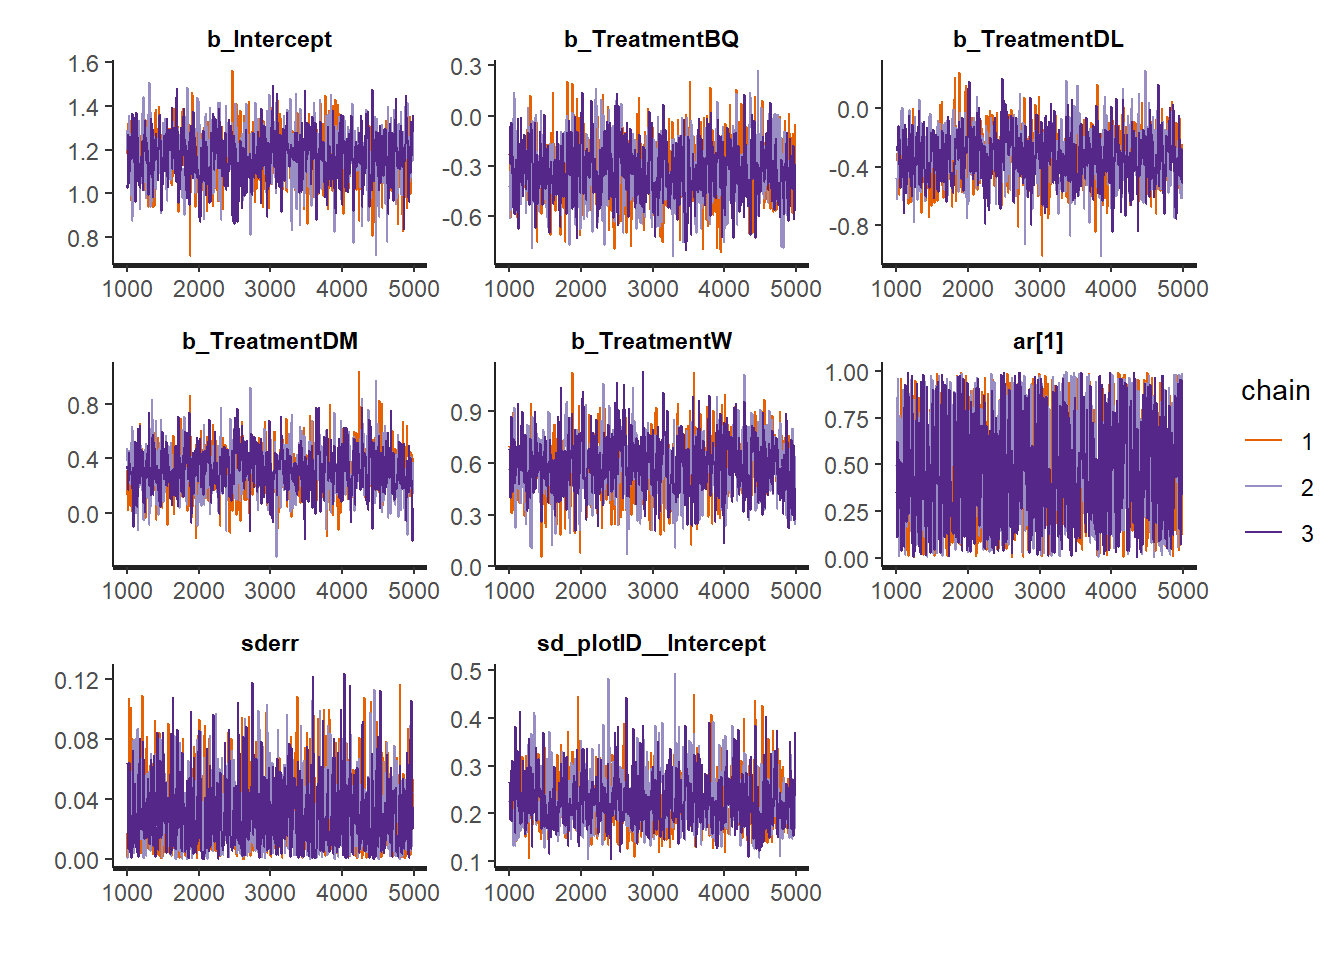 b_Intercept
1.6
1.4
1.2
1.0
0.8
1000 2000 3000 4000 5000
b_TreatmentBQ
0.3
0.0
-0.3
-0.6
1000 2000 3000 4000 5000
b_TreatmentDL
0.0
-0.4
-0.8
1000 2000 3000 4000 5000
b_TreatmentDM
0.8
0.4
0.0
1000 2000 3000 4000 5000
b_TreatmentW
0.9
0.6
0.3
0.0
1000 2000 3000 4000 5000
ar[1]
1.00
0.75
0.50
0.25
0.00
1000 2000 3000 4000 5000
sderr
0.12
0.08
0.04
0.00
1000 2000 3000 4000 5000
sd_plotID__Intercept
0.5
0.4
0.3
0.2
0.1
1000 2000 3000 4000 5000
chain
1
2
3